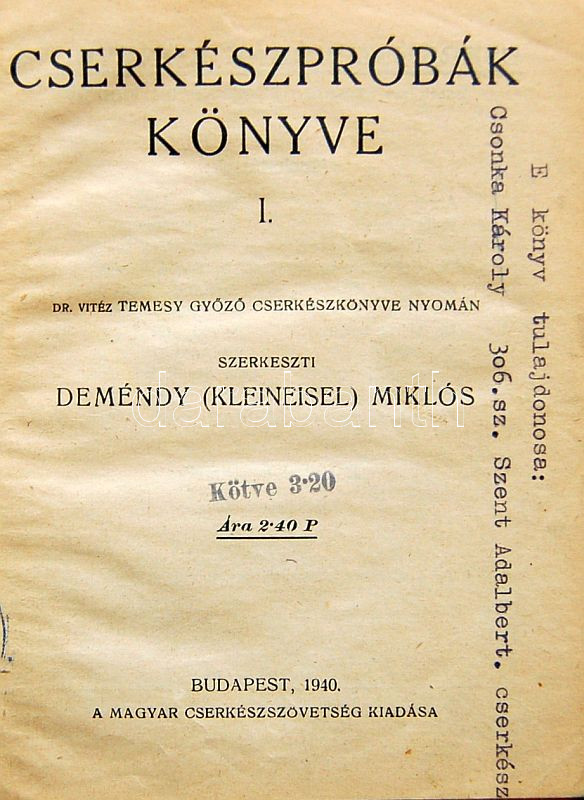 CSERKÉSZPRÓBÁK
KÖNYVE
I.
DR. VITÉZ TEMESY GYŐZŐ CSERKÉSZKÖNYVE NYOMÁN
SZERKESZTI
DEMÉNDY (KLEINEISEL) MIKLÓS
darabanth
Kötve 3·20
Ára 2·40 P
BUDAPEST, 1940.
A MAGYAR CSERKÉSZSZÖVETSÉG KIADÁSA
E könyv tulajdonosa:
Csonka Károly 306.sz. Szent Adalbert. cserkész